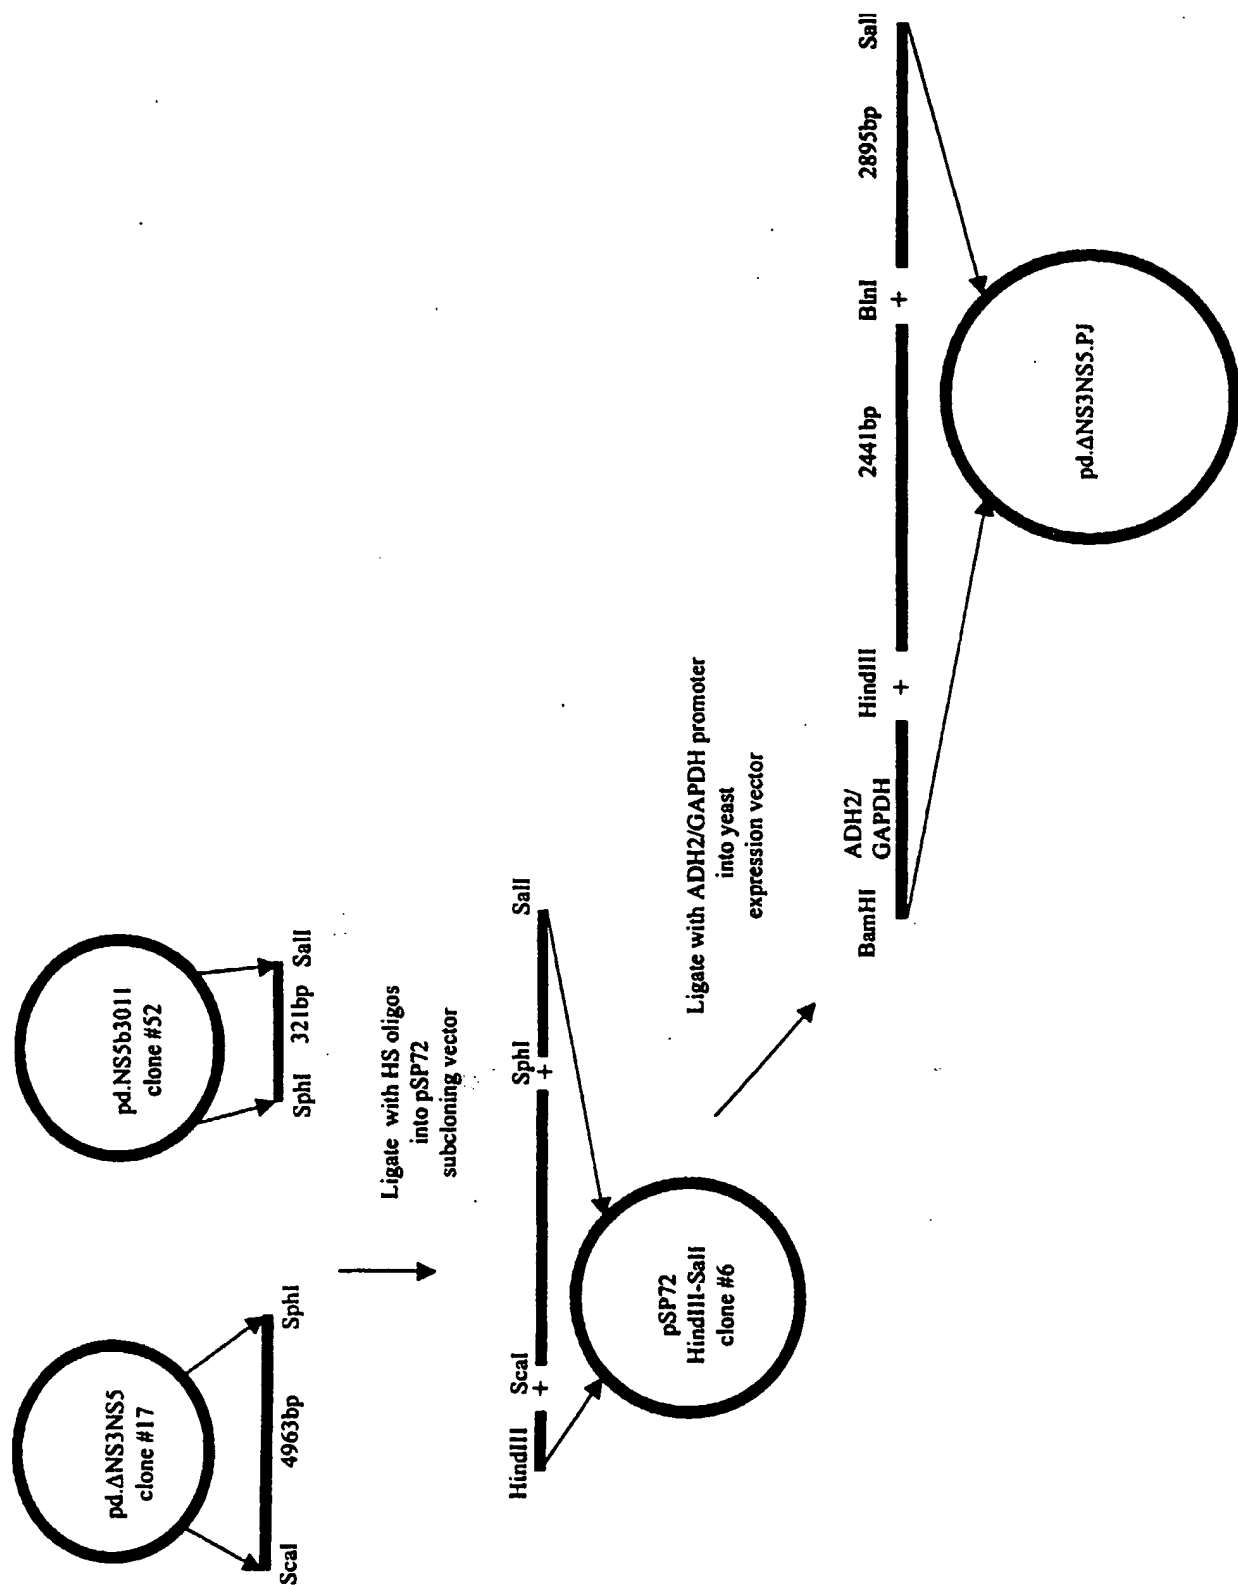 pd.ΔNS3NS5
clone #17
ScaI
4963bp
SphI
pd.NS5b3011
clone #52
SphI
321bp
SalI
Ligate with HS oligos
into pSP72
subcloning vector
HindIII
ScaI
+
SphI
+
SalI
pSP72
HindIII-SalI
clone #6
Ligate with ADH2/GAPDH promoter
into yeast
expression vector
BamHI
ADH2/
GAPDH
HindIII
+
2441bp
BlnI
+
2895bp
SalI
pd.ΔNS3NS5.PJ